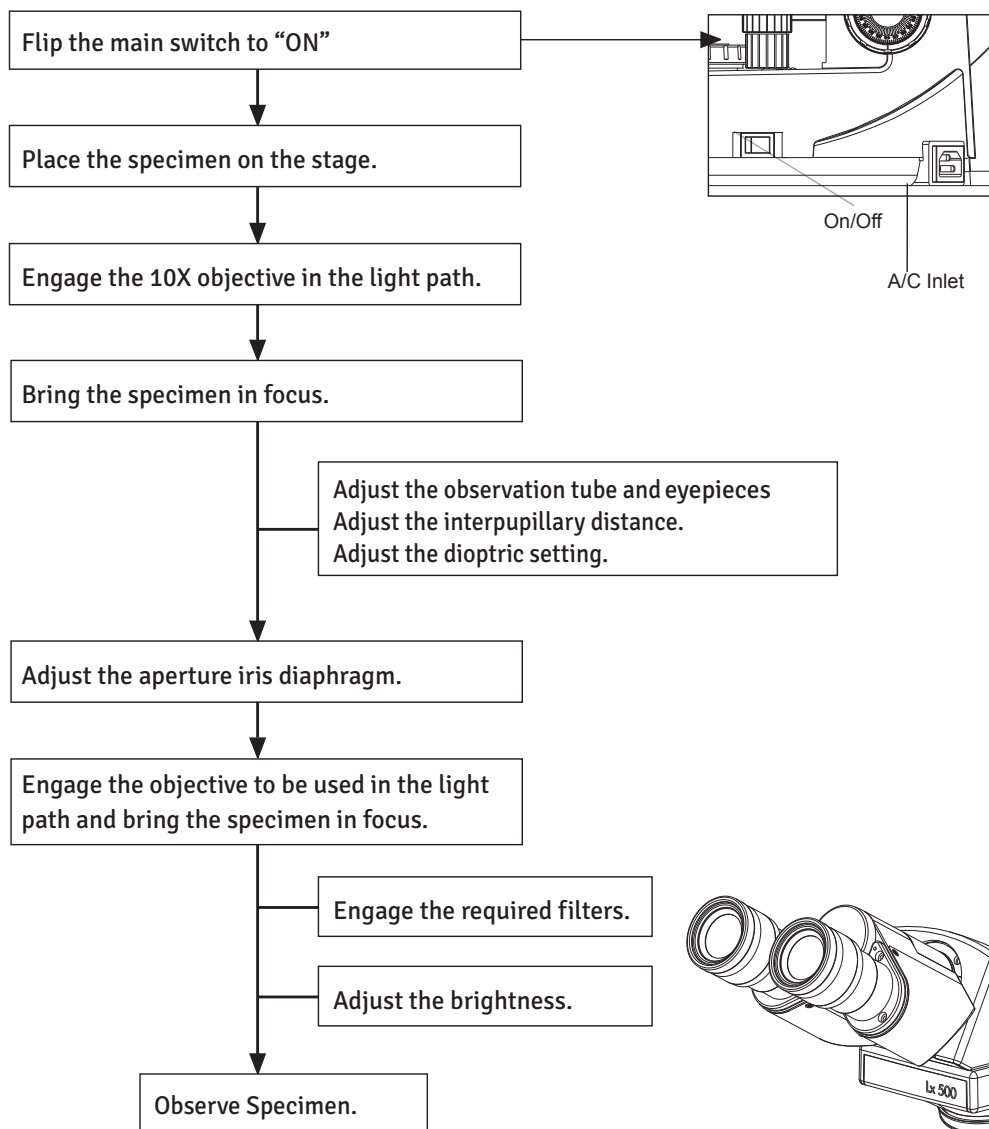 Flip the main switch to “ON”
On/Off
A/C Inlet
Place the specimen on the stage.
Engage the 10X objective in the light path.
Bring the specimen in focus.
Adjust the observation tube and eyepieces
Adjust the interpupillary distance.
Adjust the dioptric setting.
Adjust the aperture iris diaphragm.
Engage the objective to be used in the light
path and bring the specimen in focus.
Engage the required filters.
Adjust the brightness.
Observe Specimen.
Lx 500